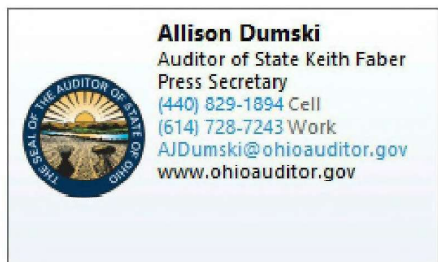 Allison Dumski
Auditor of State Keith Faber
Press Secretary
(440) 829-1894 Cell
(614) 728-7243 Work
AJDumski@ohioauditor.gov
www.ohioauditor.gov
THE SEAL OF THE AUDITOR OF STATE OF OHIO